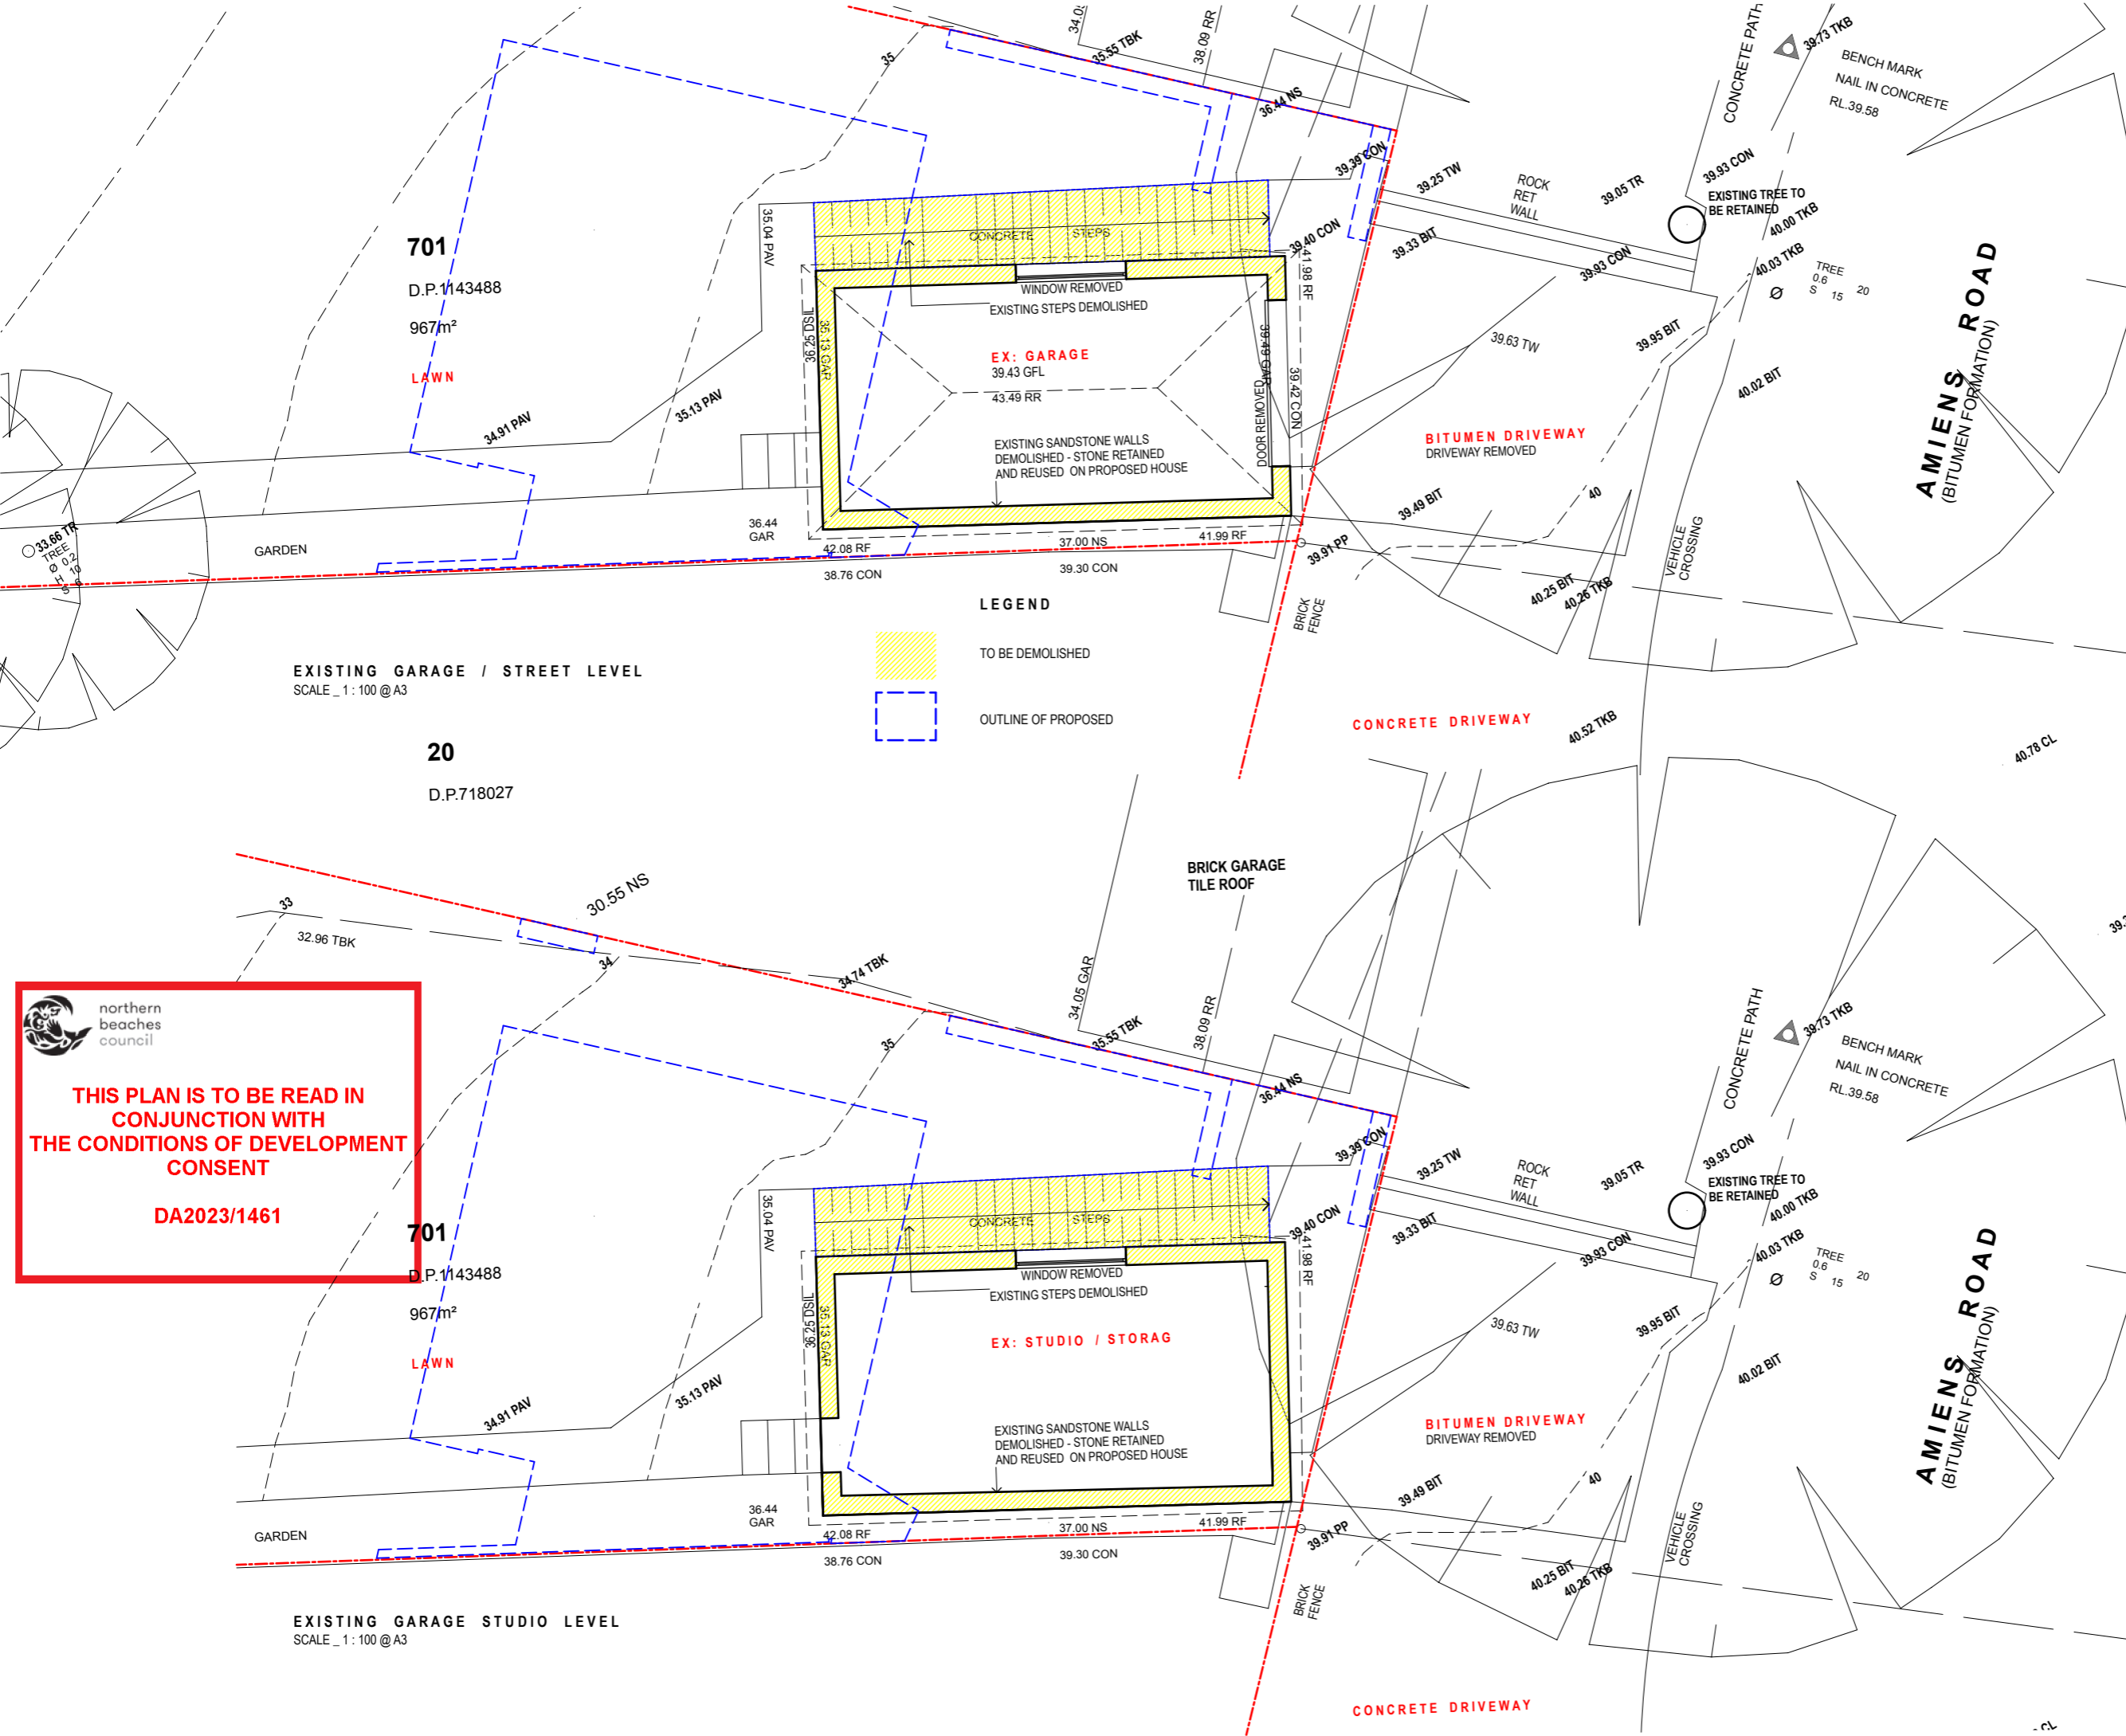 34.05
38.09 RR
35.55 TBK
35
36.44 NS
CONCRETE PATH
39.73 TKB
BENCH MARK
NAIL IN CONCRETE
RL.39.58
39.39 CON
39.25 TW
ROCK
RET
WALL
39.05 TR
39.93 CON
EXISTING TREE TO
BE RETAINED
40.00 TKB
701
D.P.1143488
967m²
LAWN
35.04 PAV
CONCRETE STEPS
39.40 CON
41.98 RF
39.33 BIT
39.93 CON
40.03 TKB
TREE
0.6
S 15 20
AMIENS ROAD
(BITUMEN FORMATION)
WINDOW REMOVED
EXISTING STEPS DEMOLISHED
36.25 DSIL
35.13 GAR
EX: GARAGE
39.43 GFL
43.49 RR
39.49 GAR
39.42 CON
DOOR REMOVED
39.63 TW
39.95 BIT
40.02 BIT
34.91 PAV
35.13 PAV
EXISTING SANDSTONE WALLS
DEMOLISHED - STONE RETAINED
AND REUSED ON PROPOSED HOUSE
BITUMEN DRIVEWAY
DRIVEWAY REMOVED
39.49 BIT
40
33.66 TR
TREE
Ø 0.2
H 10
S 6
GARDEN
36.44
GAR
42.08 RF
37.00 NS
41.99 RF
39.91 PP
38.76 CON
39.30 CON
BRICK
FENCE
VEHICLE
CROSSING
40.25 BIT
40.26 TKB
LEGEND
TO BE DEMOLISHED
OUTLINE OF PROPOSED
EXISTING GARAGE / STREET LEVEL
SCALE _ 1 : 100 @ A3
CONCRETE DRIVEWAY
40.52 TKB
40.78 CL
20
D.P.718027
BRICK GARAGE
TILE ROOF
33
32.96 TBK
30.55 NS
34
34.74 TBK
34.05 GAR
38.09 RR
35.55 TBK
35
36.44 NS
CONCRETE PATH
39.73 TKB
BENCH MARK
NAIL IN CONCRETE
RL.39.58
northern
beaches
council
THIS PLAN IS TO BE READ IN
CONJUNCTION WITH
THE CONDITIONS OF DEVELOPMENT
CONSENT
DA2023/1461
39.39 CON
39.25 TW
ROCK
RET
WALL
39.05 TR
39.93 CON
EXISTING TREE TO
BE RETAINED
40.00 TKB
701
D.P.1143488
967m²
LAWN
35.04 PAV
CONCRETE STEPS
39.40 CON
41.98 RF
39.33 BIT
39.93 CON
40.03 TKB
TREE
0.6
S 15 20
AMIENS ROAD
(BITUMEN FORMATION)
WINDOW REMOVED
EXISTING STEPS DEMOLISHED
36.25 DSIL
35.13 GAR
EX: STUDIO / STORAG
39.63 TW
39.95 BIT
40.02 BIT
34.91 PAV
35.13 PAV
EXISTING SANDSTONE WALLS
DEMOLISHED - STONE RETAINED
AND REUSED ON PROPOSED HOUSE
BITUMEN DRIVEWAY
DRIVEWAY REMOVED
39.49 BIT
40
GARDEN
36.44
GAR
42.08 RF
37.00 NS
41.99 RF
39.91 PP
38.76 CON
39.30 CON
BRICK
FENCE
VEHICLE
CROSSING
40.25 BIT
40.26 TKB
EXISTING GARAGE STUDIO LEVEL
SCALE _ 1 : 100 @ A3
CONCRETE DRIVEWAY
CL